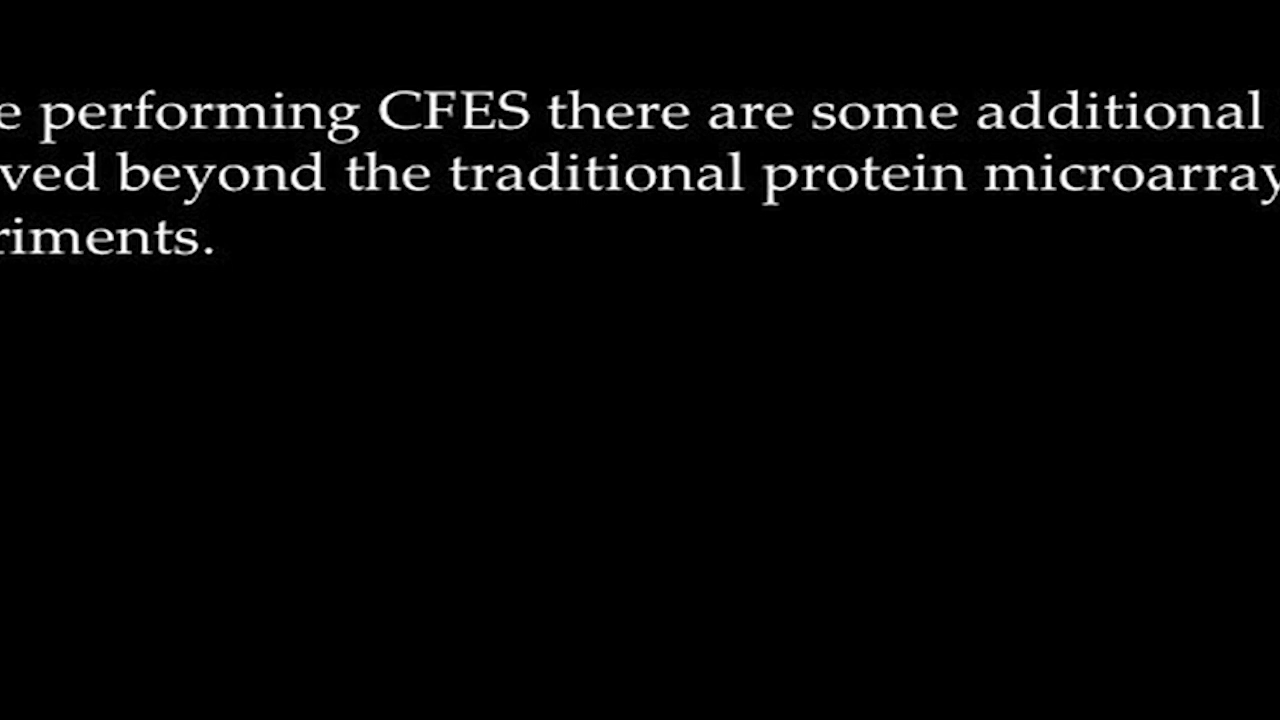 e performing CFES there are some additional
ved beyond the traditional protein microarray
riments.